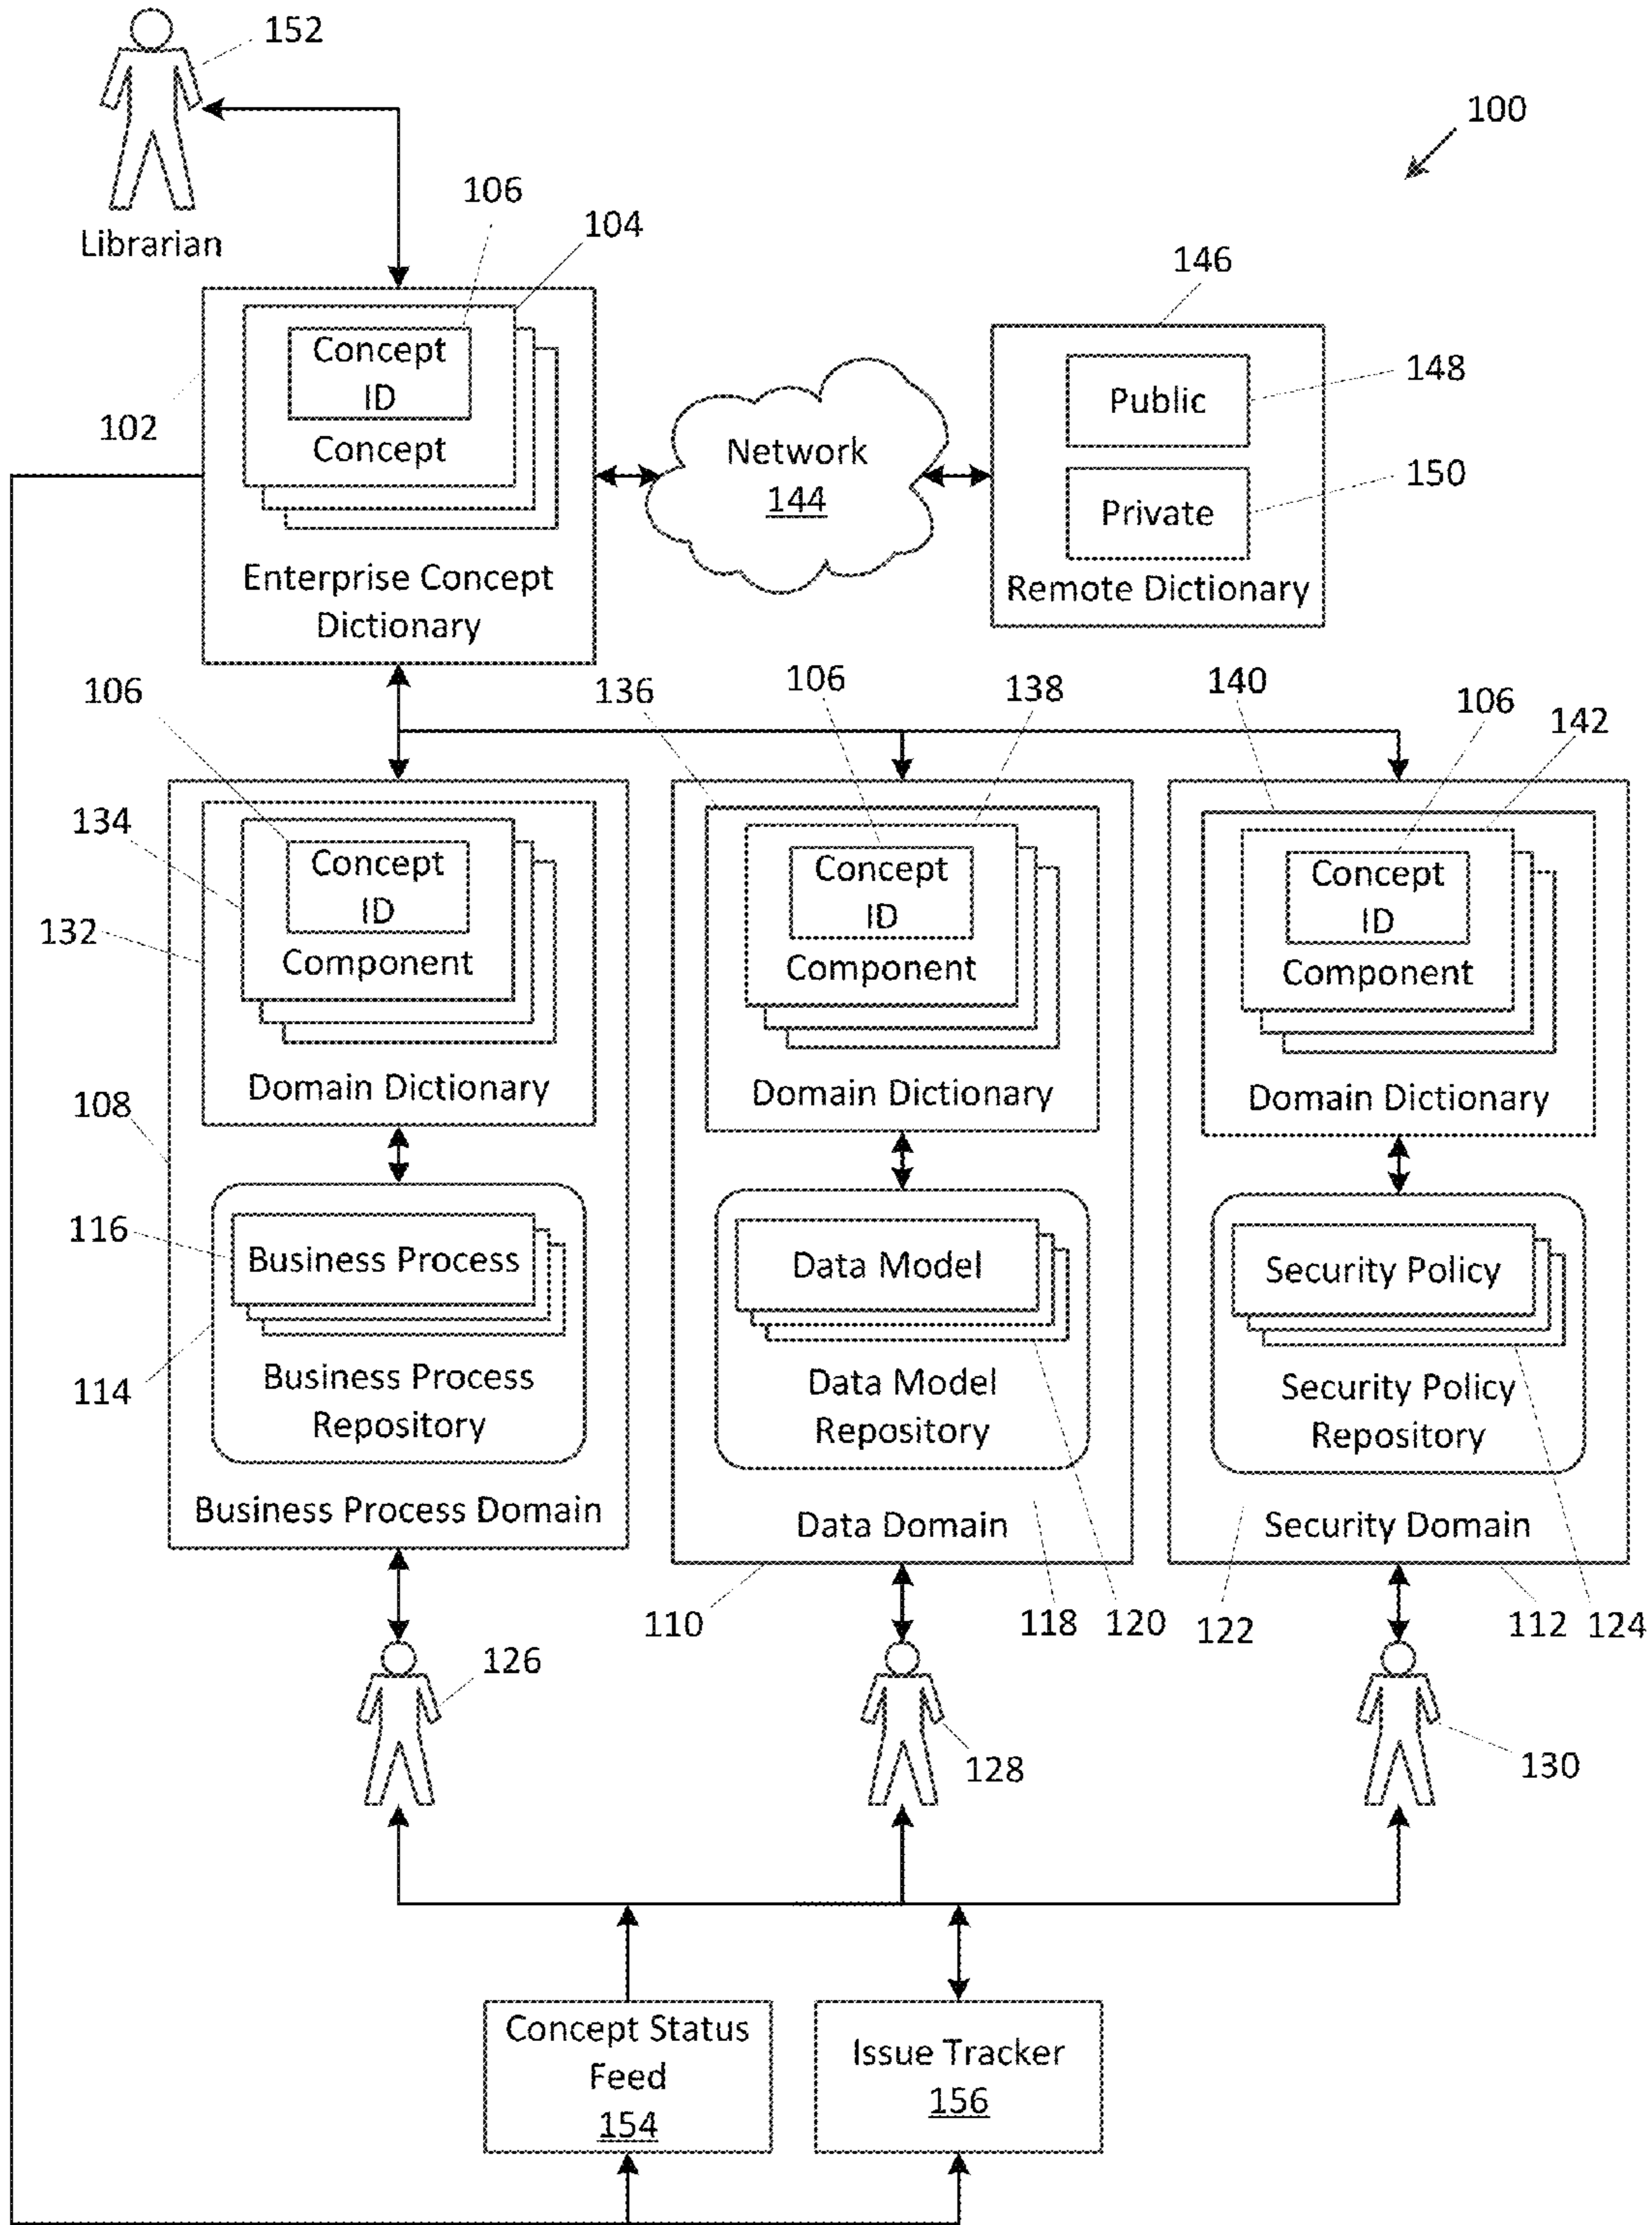 152
100
106
104
Librarian
146
Concept
ID
Concept
102
Enterprise Concept
Dictionary
Network
144
Public
148
Private
150
Remote Dictionary
106
136
106
138
140
106
142
134
132
Concept
ID
Component
Domain Dictionary
Concept
ID
Component
Domain Dictionary
Concept
ID
Component
Domain Dictionary
108
116
Business Process
114
Business Process
Repository
Business Process Domain
Data Model
Data Model
Repository
Data Domain
Security Policy
Security Policy
Repository
Security Domain
110
118
120
122
112
124
126
128
130
Concept Status
Feed
154
Issue Tracker
156